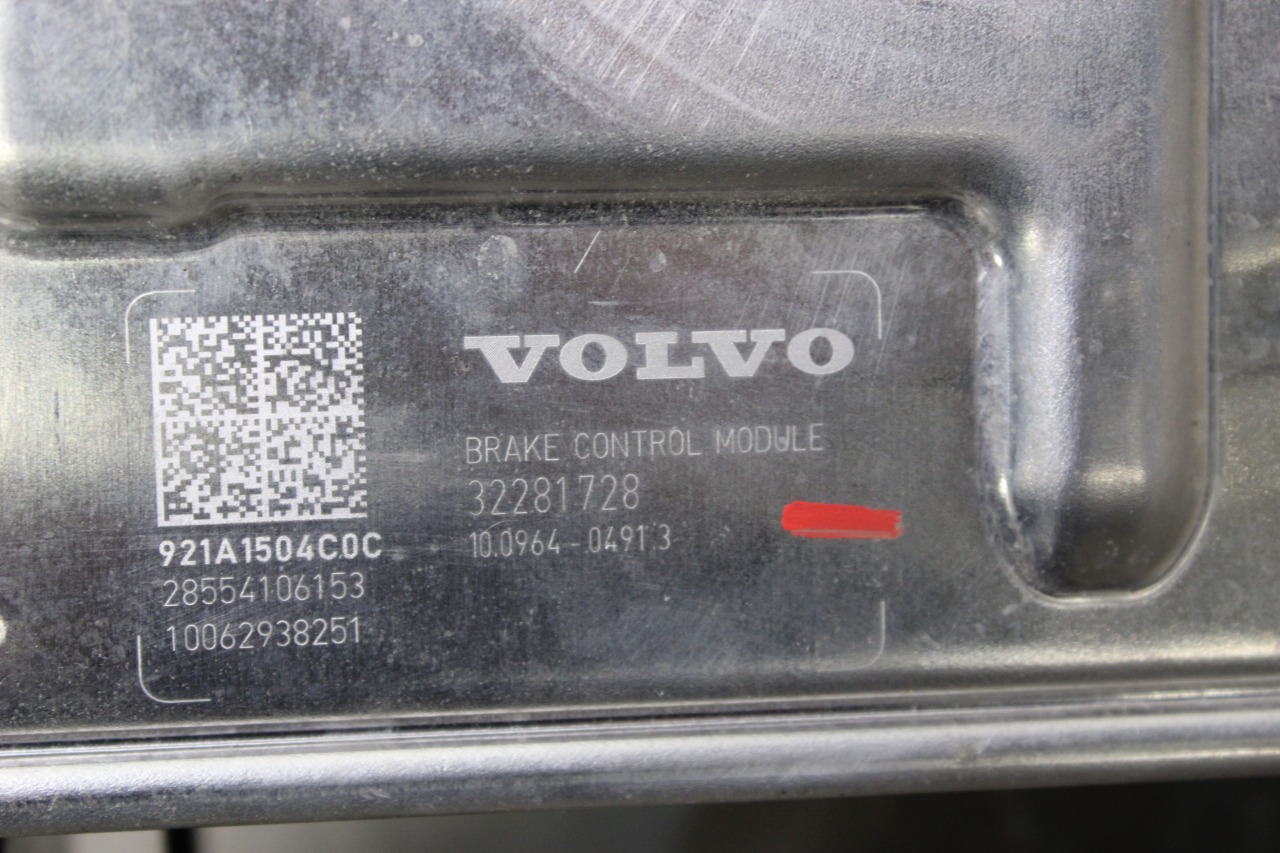 VOLVO
BRAKE CONTROL MODULE
32281728
10.0964-0491.3
921A1504C0C
28554106153
10062938251